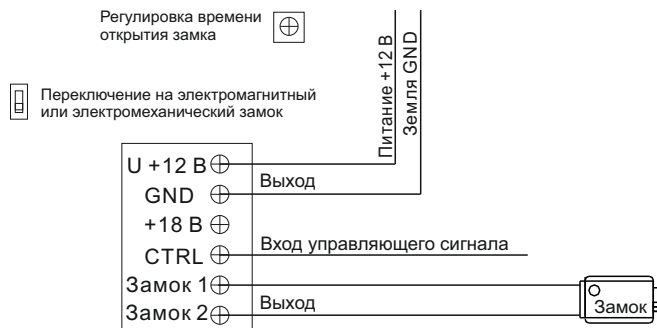 Регулировка времени
открытия замка
Переключение на электромагнитный
или электромеханический замок
Питание +12 В
Земля GND
U +12 В
GND
Выход
+18 В
CTRL
Вход управляющего сигнала
Замок 1
Замок 2
Выход
Замок